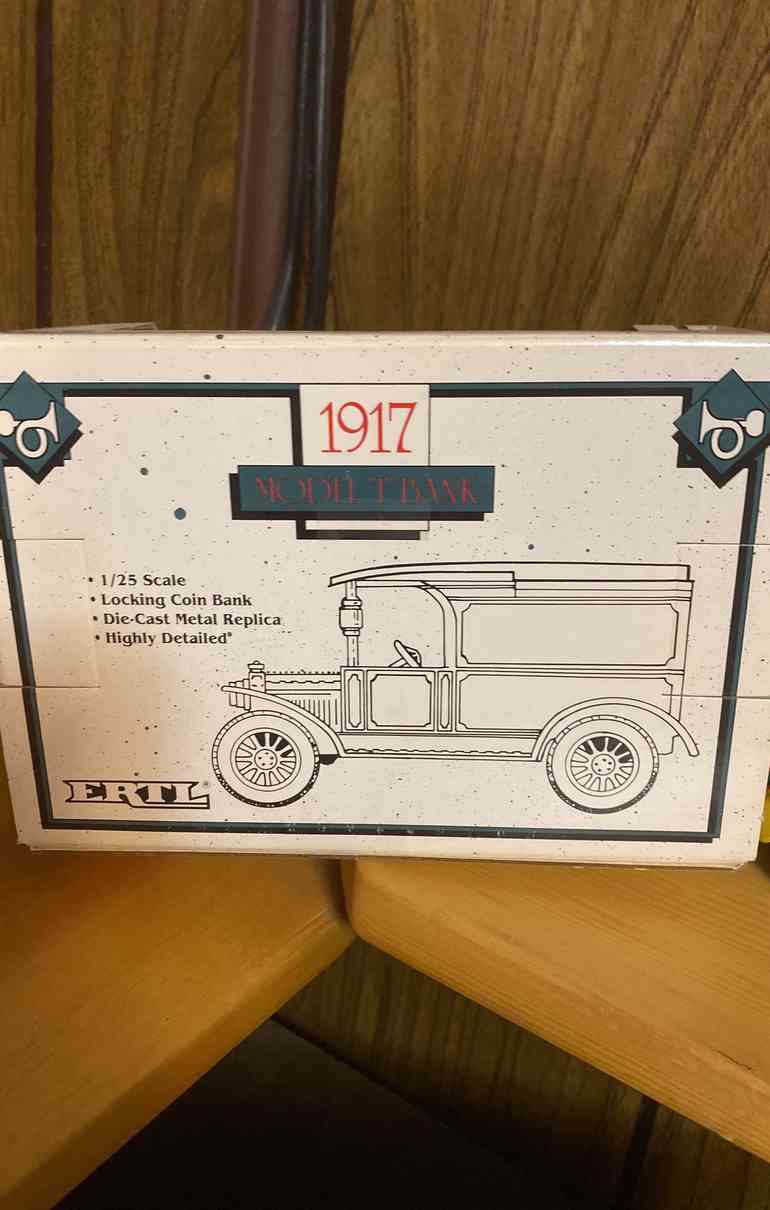 1917
MODEL T BANK
• 1/25 Scale
• Locking Coin Bank
• Die-Cast Metal Replica
• Highly Detailed*
ERTL®